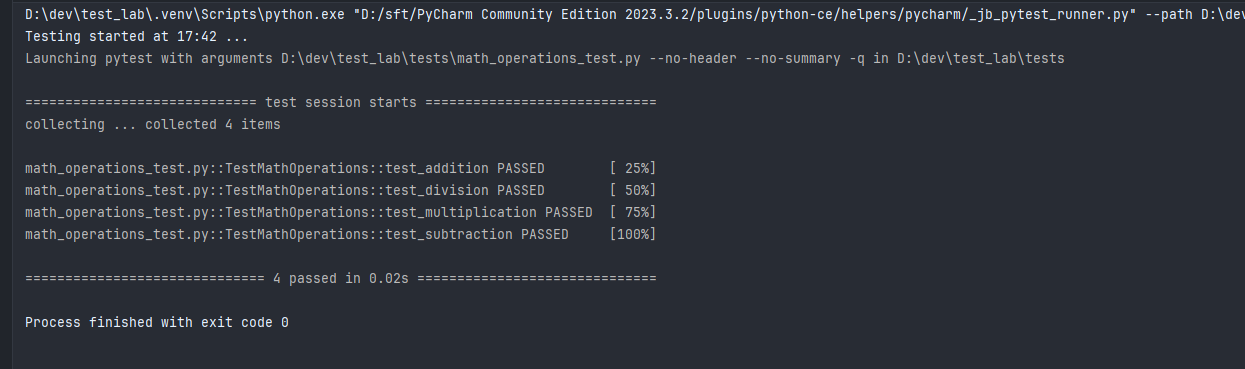 D:\dev\test_lab\.venv\Scripts\python.exe "D:/sft/PyCharm Community Edition 2023.3.2/plugins/python-ce/helpers/pycharm/_jb_pytest_runner.py" --path D:\dev
Testing started at 17:42 ...
Launching pytest with arguments D:\dev\test_lab\tests\math_operations_test.py --no-header --no-summary -q in D:\dev\test_lab\tests
============================= test session starts =============================
collecting ... collected 4 items
math_operations_test.py::TestMathOperations::test_addition PASSED        [ 25%]
math_operations_test.py::TestMathOperations::test_division PASSED        [ 50%]
math_operations_test.py::TestMathOperations::test_multiplication PASSED  [ 75%]
math_operations_test.py::TestMathOperations::test_subtraction PASSED     [100%]
============================== 4 passed in 0.02s ==============================
Process finished with exit code 0